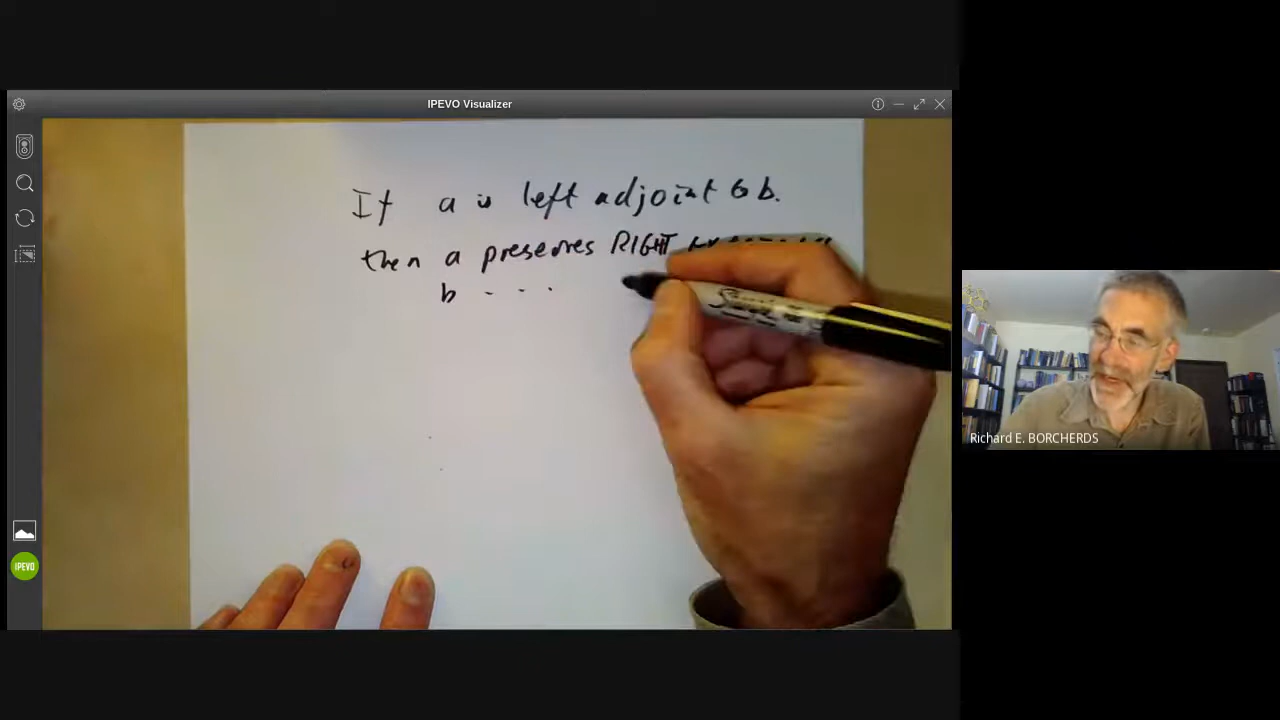 IPEVO Visualizer
If a is left adjoint to b.
then a preserves RIGHT
b - - .
Richard E. BORCHERDS
IPEVO